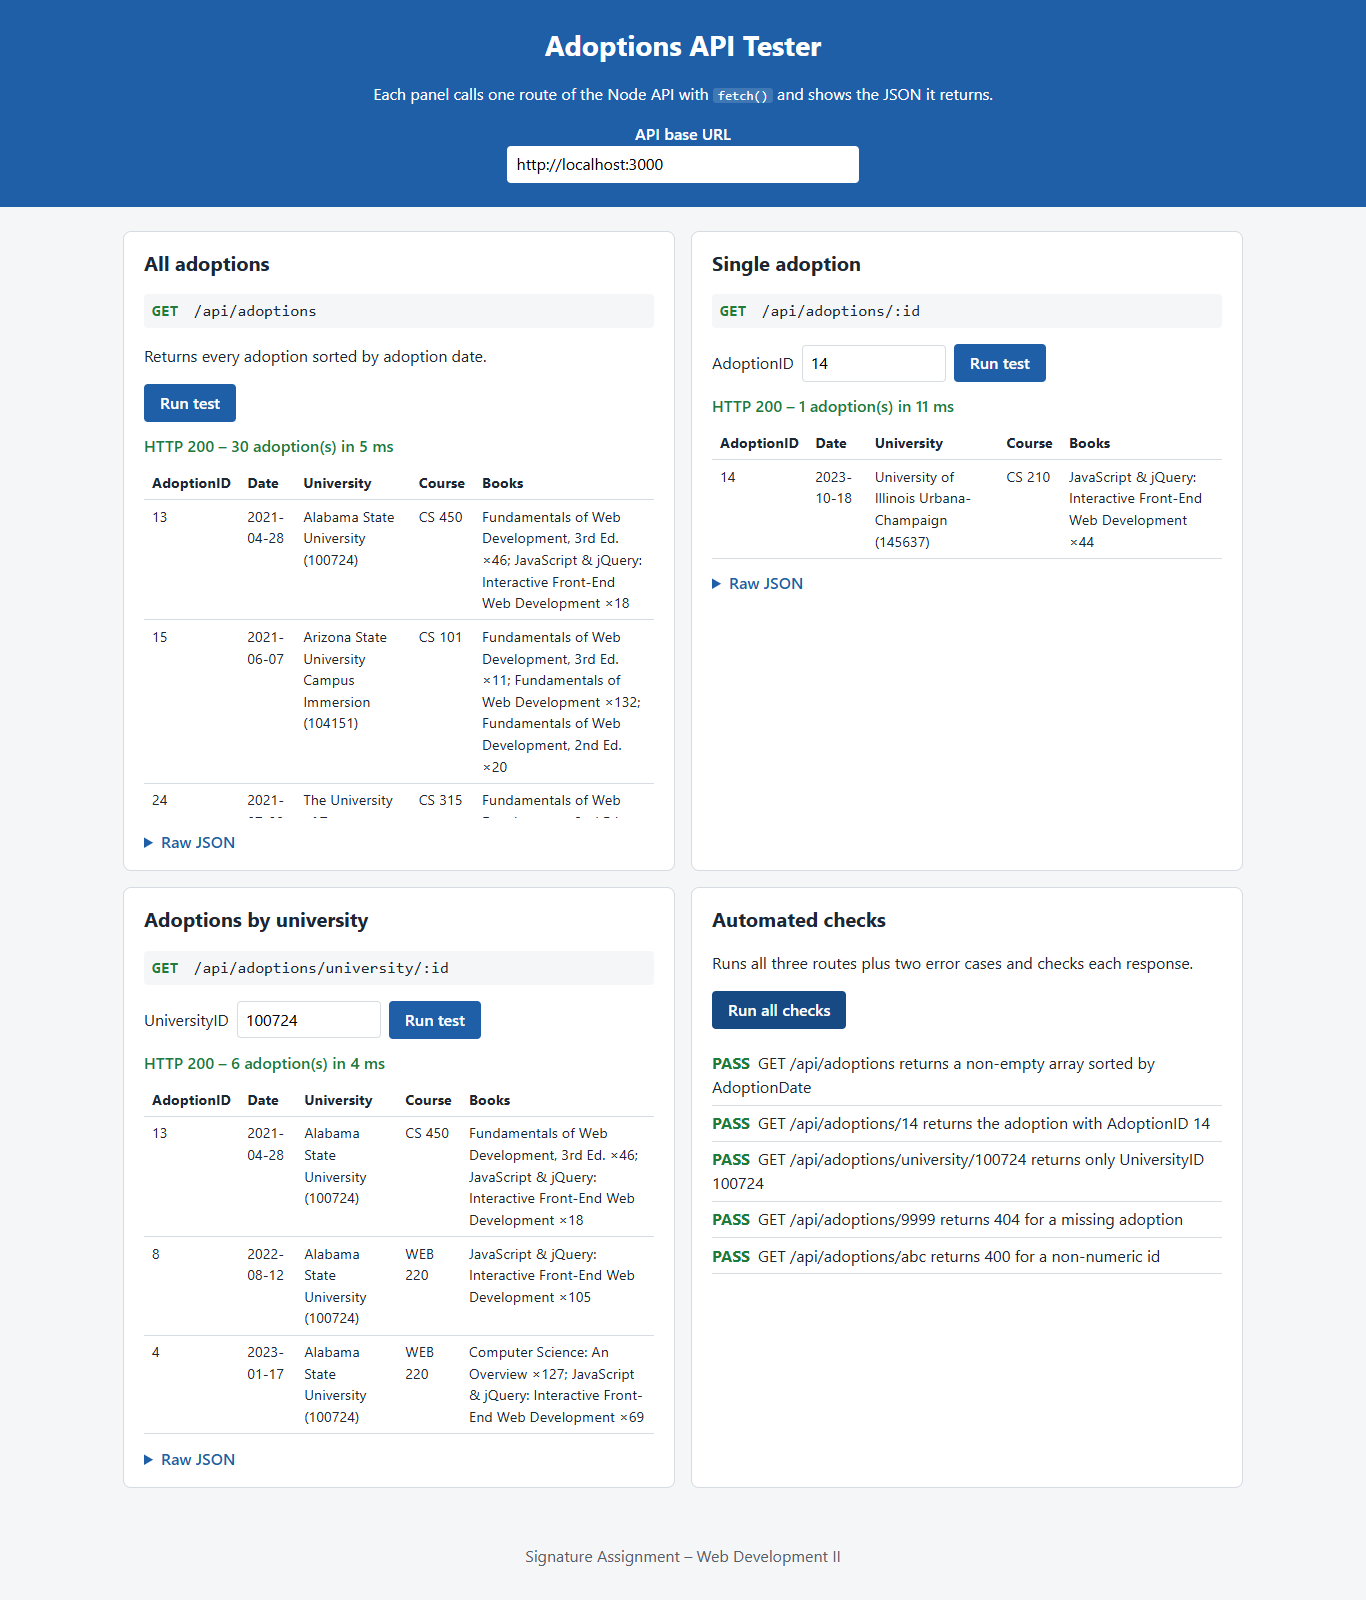 Adoptions API Tester
Each panel calls one route of the Node API with fetch() and shows the JSON it returns.
API base URL
http://localhost:3000
All adoptions
GET /api/adoptions
Returns every adoption sorted by adoption date.
Run test
HTTP 200 – 30 adoption(s) in 5 ms
AdoptionID Date University Course Books
13 2021- Alabama State CS 450 Fundamentals of Web
04-28 University Development, 3rd Ed.
(100724) ×46; JavaScript & jQuery:
Interactive Front-End
Web Development ×18
15 2021- Arizona State CS 101 Fundamentals of Web
06-07 University Development, 3rd Ed.
Campus ×11; Fundamentals of
Immersion Web Development ×132;
(104151) Fundamentals of Web
Development, 2nd Ed.
×20
24 2021- The University CS 315 Fundamentals of Web
Raw JSON
Single adoption
GET /api/adoptions/:id
AdoptionID 14 Run test
HTTP 200 – 1 adoption(s) in 11 ms
AdoptionID Date University Course Books
14 2023- University of CS 210 JavaScript & jQuery:
10-18 Illinois Urbana- Interactive Front-End
Champaign Web Development
(145637) ×44
Raw JSON
Adoptions by university
GET /api/adoptions/university/:id
UniversityID 100724 Run test
HTTP 200 – 6 adoption(s) in 4 ms
AdoptionID Date University Course Books
13 2021- Alabama CS 450 Fundamentals of Web
04-28 State Development, 3rd Ed. ×46;
University JavaScript & jQuery:
(100724) Interactive Front-End Web
Development ×18
8 2022- Alabama WEB JavaScript & jQuery:
08-12 State 220 Interactive Front-End Web
University Development ×105
(100724)
4 2023- Alabama WEB Computer Science: An
01-17 State 220 Overview ×127; JavaScript
University & jQuery: Interactive Front-
(100724) End Web Development ×69
Raw JSON
Automated checks
Runs all three routes plus two error cases and checks each response.
Run all checks
PASS GET /api/adoptions returns a non-empty array sorted by
AdoptionDate
PASS GET /api/adoptions/14 returns the adoption with AdoptionID 14
PASS GET /api/adoptions/university/100724 returns only UniversityID
100724
PASS GET /api/adoptions/9999 returns 404 for a missing adoption
PASS GET /api/adoptions/abc returns 400 for a non-numeric id
Signature Assignment – Web Development II